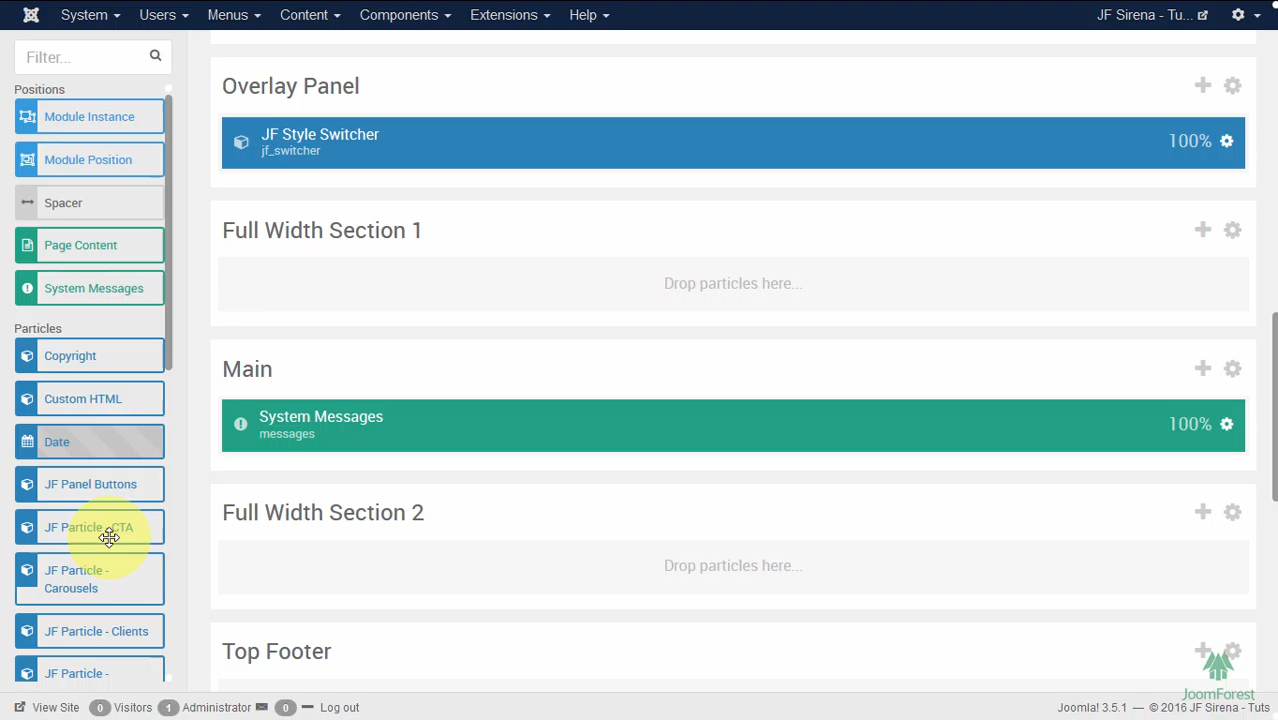 System Users Menus Content Components Extensions Help JF Sirena - Tu...
Filter...
Positions
Module Instance
Module Position
Spacer
Page Content
System Messages
Particles
Copyright
Custom HTML
Date
JF Panel Buttons
JF Particle - CTA
JF Particle -
Carousels
JF Particle - Clients
JF Particle -
Overlay Panel
JF Style Switcher
jf_switcher
100%
Full Width Section 1
Drop particles here...
Main
System Messages
messages
100%
Full Width Section 2
Drop particles here...
Top Footer
JoomForest
View Site 0 Visitors 1 Administrator 0 Log out Joomla! 3.5.1 — © 2016 JF Sirena - Tuts